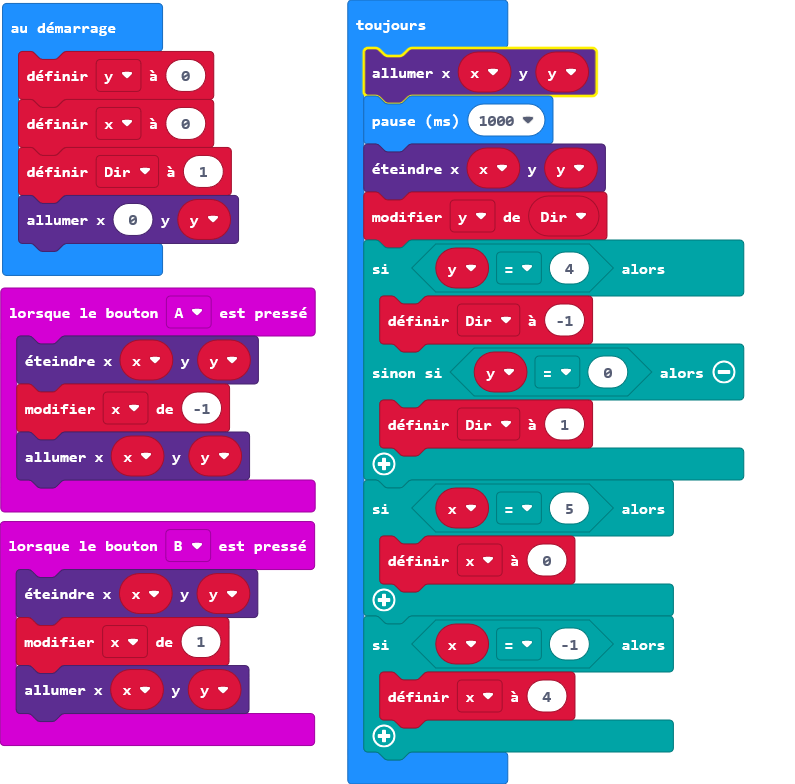 au démarrage
définir y à 0
définir x à 0
définir Dir à 1
allumer x 0 y y
lorsque le bouton A est pressé
éteindre x x y y
modifier x de -1
allumer x x y y
lorsque le bouton B est pressé
éteindre x x y y
modifier x de 1
allumer x x y y
toujours
allumer x x y y
pause (ms) 1000
éteindre x x y y
modifier y de Dir
si y = 4 alors
définir Dir à -1
sinon si y = 0 alors
définir Dir à 1
si x = 5 alors
définir x à 0
si x = -1 alors
définir x à 4